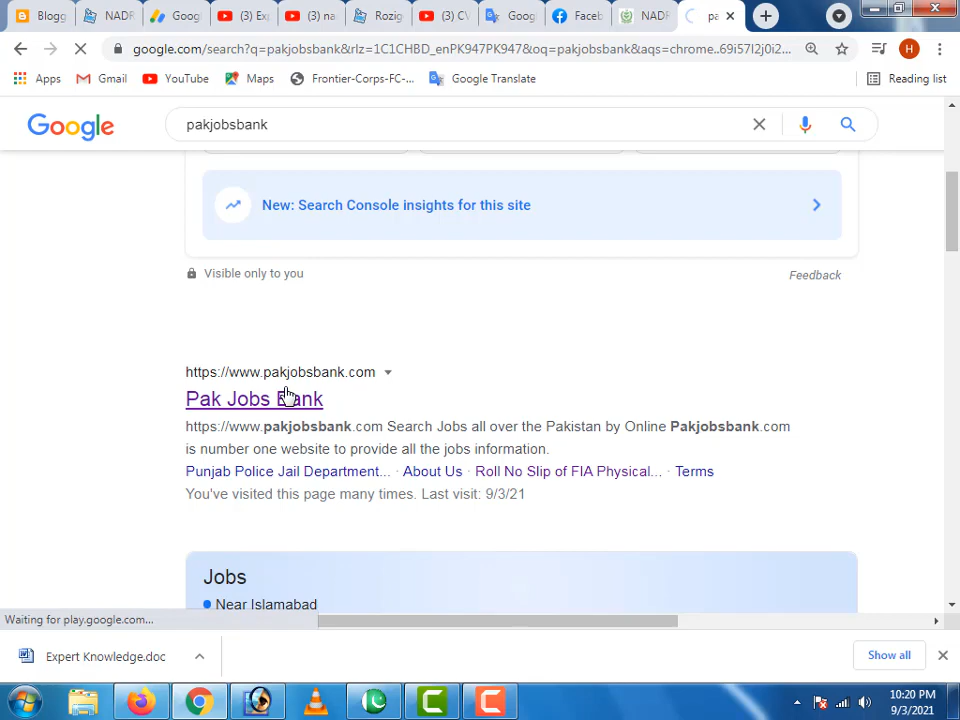 Blogg NADR Goog (3) Ex (3) na Rozig (3) CV Goog Faceb NADR pa
google.com/search?q=pakjobsbank&rlz=1C1CHBD_enPK947PK947&oq=pakjobsbank&aqs=chrome..69i57l2j0i2... H
Apps Gmail YouTube Maps Frontier-Corps-FC-... Google Translate Reading list
Google pakjobsbank
New: Search Console insights for this site
Visible only to you Feedback
https://www.pakjobsbank.com
Pak Jobs Bank
https://www.pakjobsbank.com Search Jobs all over the Pakistan by Online Pakjobsbank.com
is number one website to provide all the jobs information.
Punjab Police Jail Department... · About Us · Roll No Slip of FIA Physical... · Terms
You've visited this page many times. Last visit: 9/3/21
Jobs
Near Islamabad
Waiting for play.google.com...
Expert Knowledge.doc Show all
10:20 PM
9/3/2021